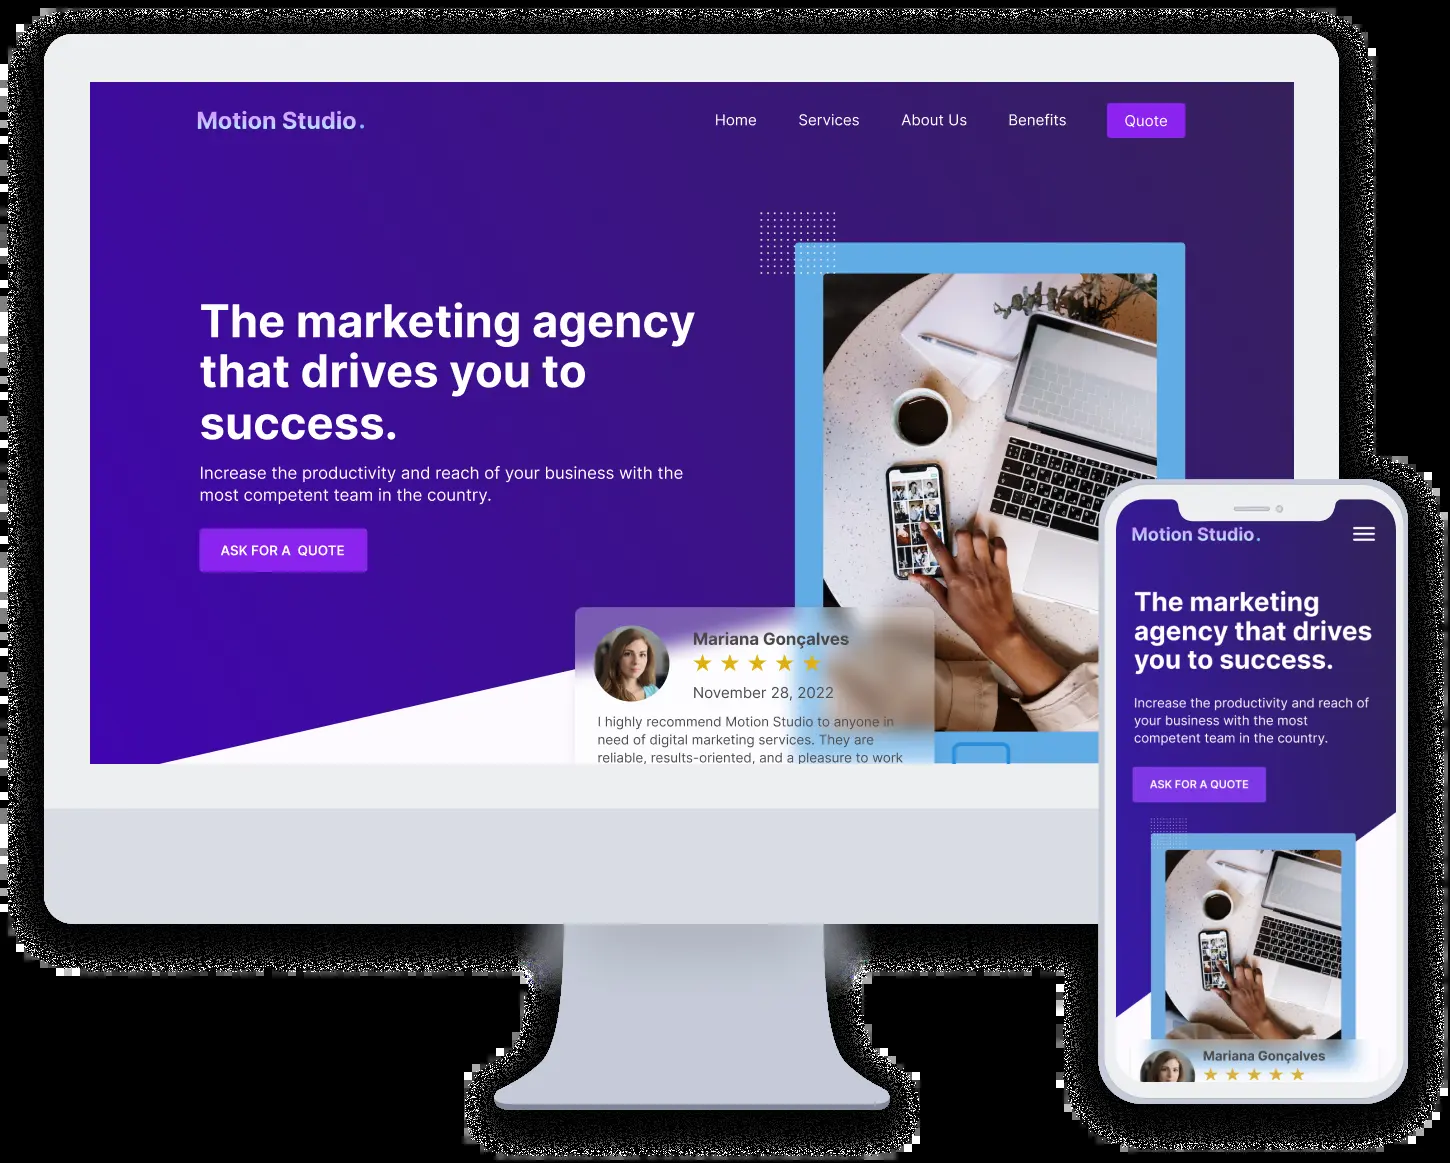 Motion Studio.
Home Services About Us Benefits Quote
The marketing agency
that drives you to
success.
Increase the productivity and reach of your business with the
most competent team in the country.
ASK FOR A QUOTE
Mariana Gonçalves
November 28, 2022
I highly recommend Motion Studio to anyone in
need of digital marketing services. They are
reliable, results-oriented, and a pleasure to work
Motion Studio.
The marketing
agency that drives
you to success.
Increase the productivity and reach of
your business with the most
competent team in the country.
ASK FOR A QUOTE
Mariana Gonçalves